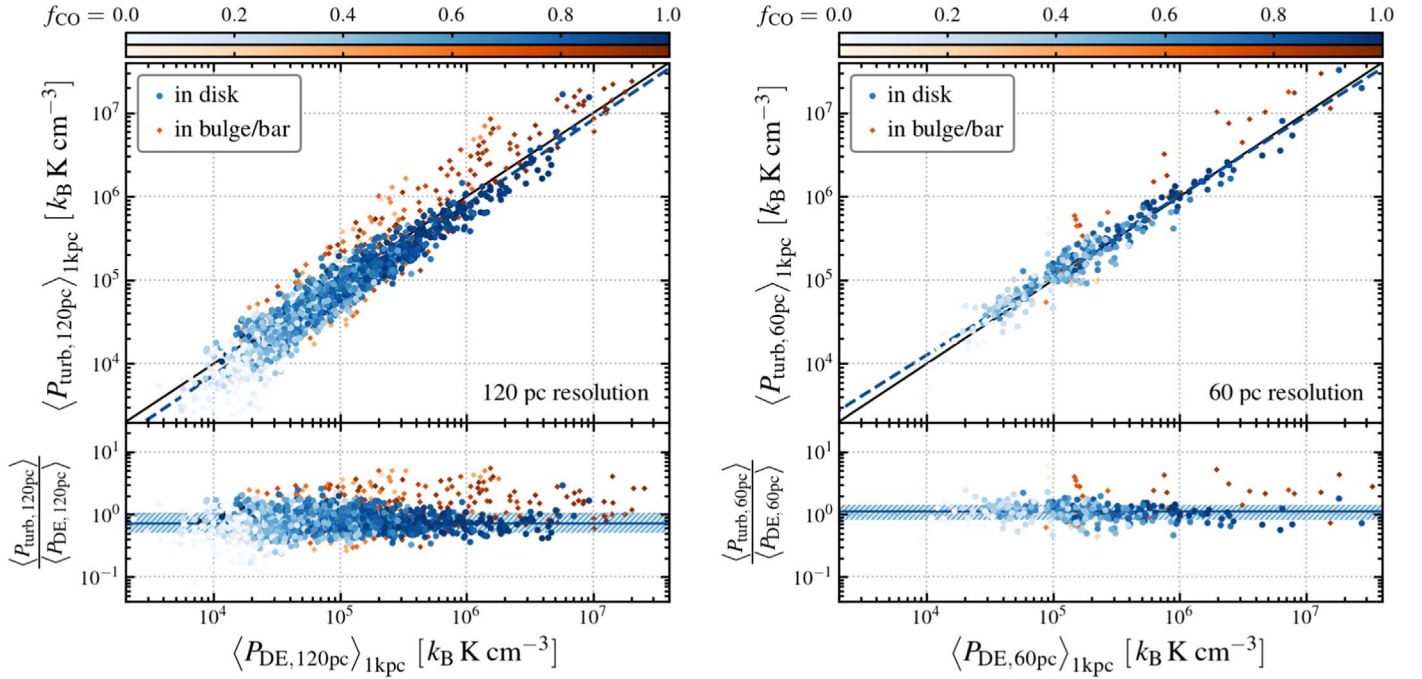 f_CO = 0.0 0.2 0.4 0.6 0.8 1.0
in disk
in bulge/bar
10^7
10^6
10^5
10^4
⟨P_turb, 120pc⟩_1kpc [k_B K cm^−3]
120 pc resolution
10^1
10^0
10^−1
⟨P_turb, 120pc⟩
⟨P_DE, 120pc⟩
10^4 10^5 10^6 10^7
⟨P_DE, 120pc⟩_1kpc [k_B K cm^−3]
f_CO = 0.0 0.2 0.4 0.6 0.8 1.0
in disk
in bulge/bar
10^7
10^6
10^5
10^4
⟨P_turb, 60pc⟩_1kpc [k_B K cm^−3]
60 pc resolution
10^1
10^0
10^−1
⟨P_turb, 60pc⟩
⟨P_DE, 60pc⟩
10^4 10^5 10^6 10^7
⟨P_DE, 60pc⟩_1kpc [k_B K cm^−3]